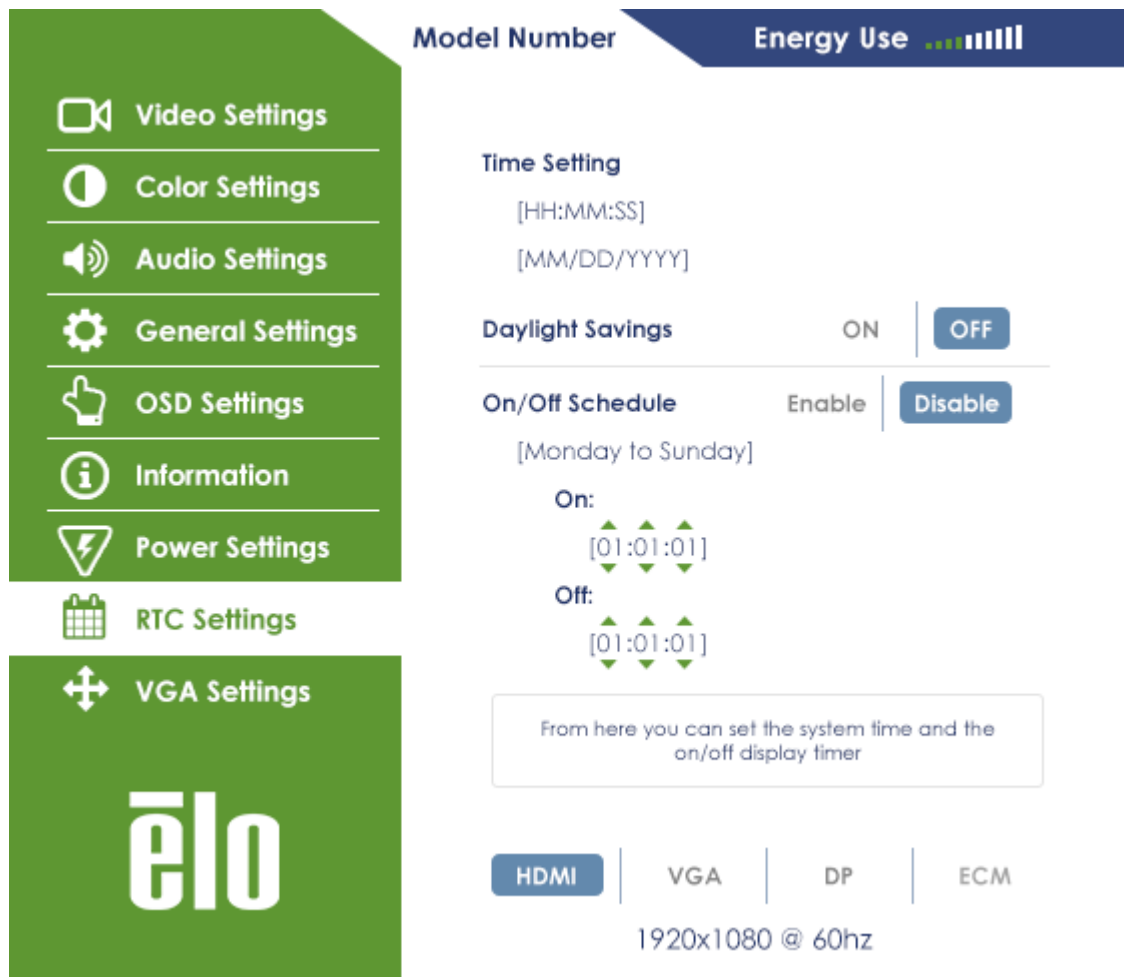 Model Number
Energy Use
Video Settings
Color Settings
Audio Settings
General Settings
OSD Settings
Information
Power Settings
RTC Settings
VGA Settings
ēlo
Time Setting
[HH:MM:SS]
[MM/DD/YYYY]
Daylight Savings ON OFF
On/Off Schedule Enable Disable
[Monday to Sunday]
On:
[01:01:01]
Off:
[01:01:01]
From here you can set the system time and the
on/off display timer
HDMI VGA DP ECM
1920x1080 @ 60hz